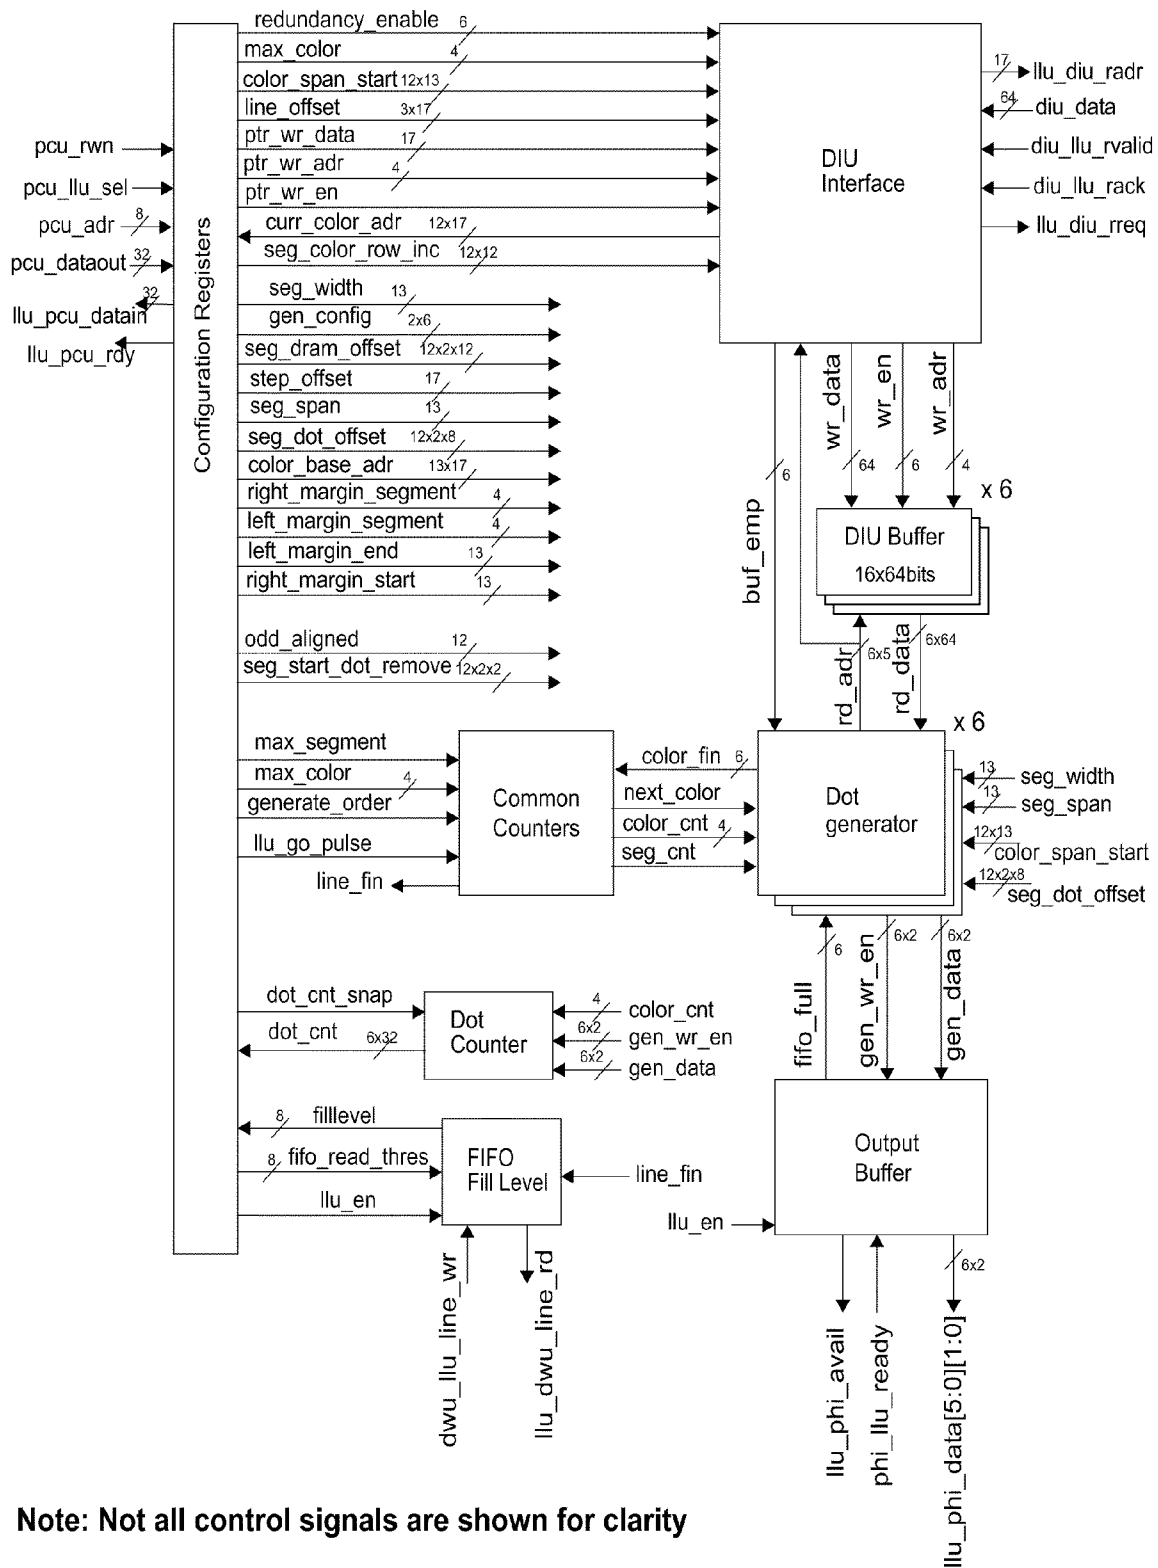 redundancy_enable 6
max_color 4
color_span_start 12x13
line_offset 3x17
ptr_wr_data 17
ptr_wr_adr 4
ptr_wr_en
curr_color_adr 12x17
seg_color_row_inc 12x12
seg_width 13
gen_config 2x6
seg_dram_offset 12x2x12
step_offset 17
seg_span 13
seg_dot_offset 12x2x8
color_base_adr 13x17
right_margin_segment 4
left_margin_segment 4
left_margin_end 13
right_margin_start 13
odd_aligned 12
seg_start_dot_remove 12x2x2
pcu_rwn
pcu_llu_sel
pcu_adr 8
pcu_dataout 32
32
llu_pcu_datain
llu_pcu_rdy
Configuration Registers
DIU
Interface
17 llu_diu_radr
64 diu_data
diu_llu_rvalid
diu_llu_rack
llu_diu_rreq
buf_emp 6
wr_data 64
wr_en 6
wr_adr 4
x 6
DIU Buffer
16x64bits
rd_adr 6x5
rd_data 6x64
x 6
max_segment
max_color 4
generate_order
llu_go_pulse
line_fin
Common
Counters
color_fin 6
next_color
color_cnt 4
seg_cnt
Dot
generator
13 seg_width
13 seg_span
12x13
color_span_start
12x2x8
seg_dot_offset
fifo_full 6
gen_wr_en 6x2
gen_data 6x2
dot_cnt_snap
dot_cnt 6x32
Dot
Counter
4 color_cnt
6x2 gen_wr_en
6x2 gen_data
8 filllevel
8 fifo_read_thres
llu_en
FIFO
Fill Level
line_fin
dwu_llu_line_wr
llu_dwu_line_rd
Output
Buffer
llu_en
llu_phi_avail
phi_llu_ready
6x2
llu_phi_data[5:0][1:0]
Note: Not all control signals are shown for clarity